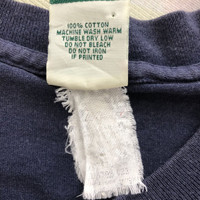 100% COTTON
MACHINE WASH WARM
TUMBLE DRY LOW
DO NOT BLEACH
DO NOT IRON
IF PRINTED